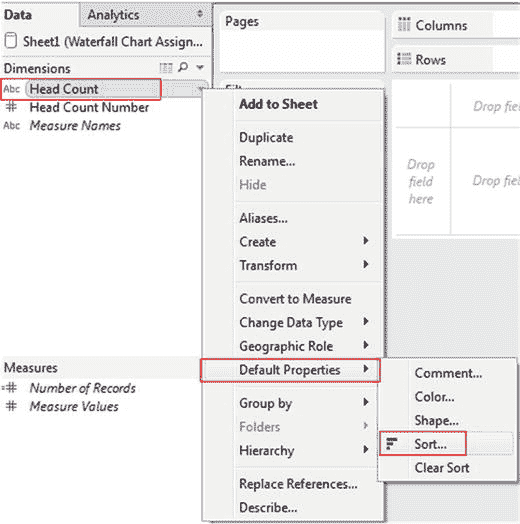 Data
Analytics
Pages
Columns
Sheet1 (Waterfall Chart Assign...
Rows
Dimensions
Abc Head Count
# Head Count Number
Abc Measure Names
Add to Sheet
Duplicate
Rename...
Hide
Aliases...
Create
Transform
Convert to Measure
Change Data Type
Geographic Role
Default Properties
Group by
Folders
Hierarchy
Replace References...
Describe...
Drop field
Drop
field
here
Drop fiel
Measures
=# Number of Records
# Measure Values
Comment...
Color...
Shape...
Sort...
Clear Sort